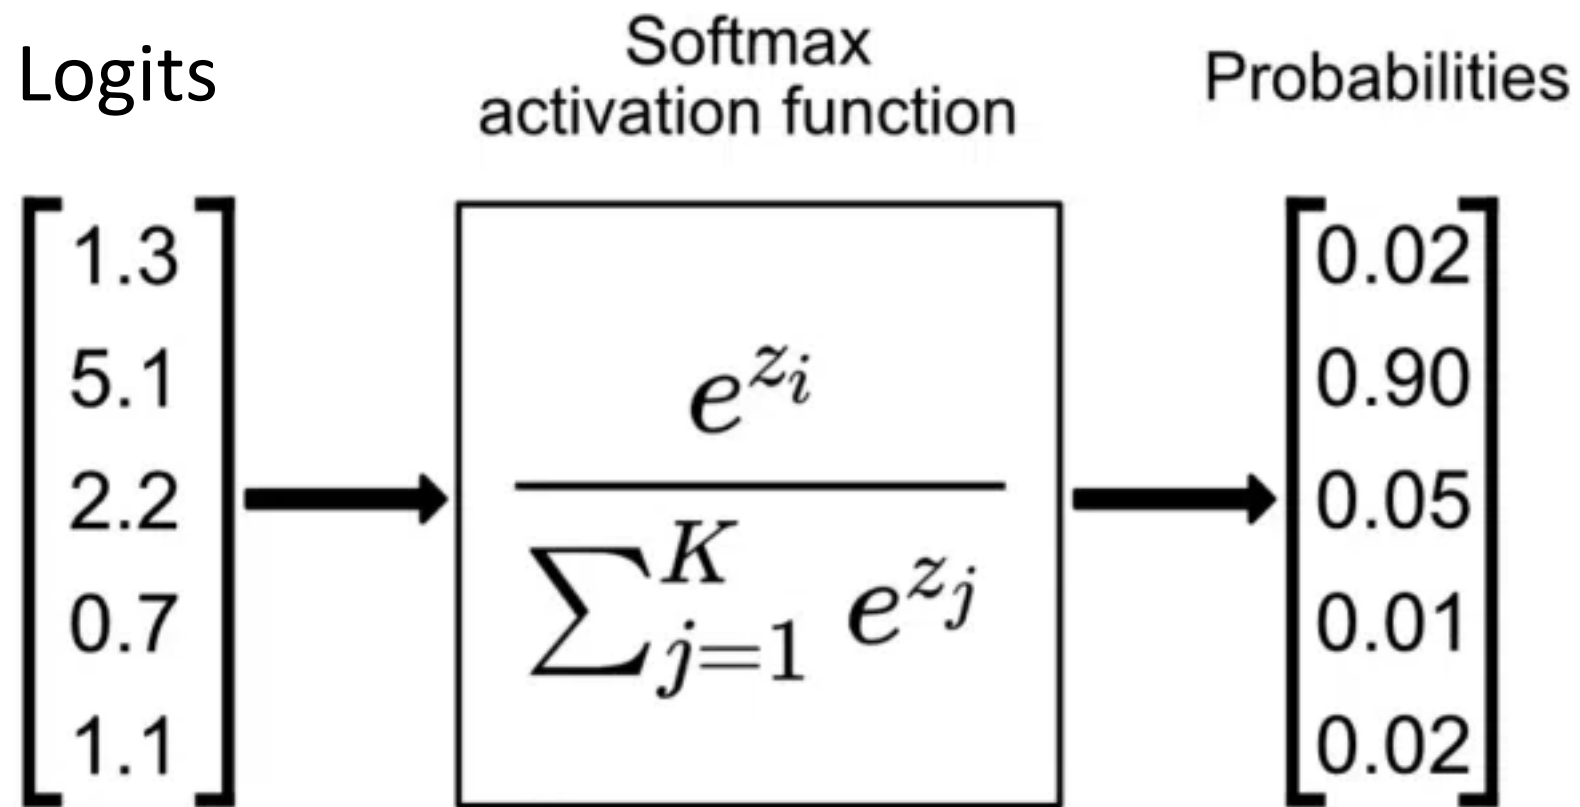 Logits
Softmax
activation function
Probabilities
1.3
5.1
2.2
0.7
1.1
e^{z_i}
∑_{j=1}^{K} e^{z_j}
0.02
0.90
0.05
0.01
0.02